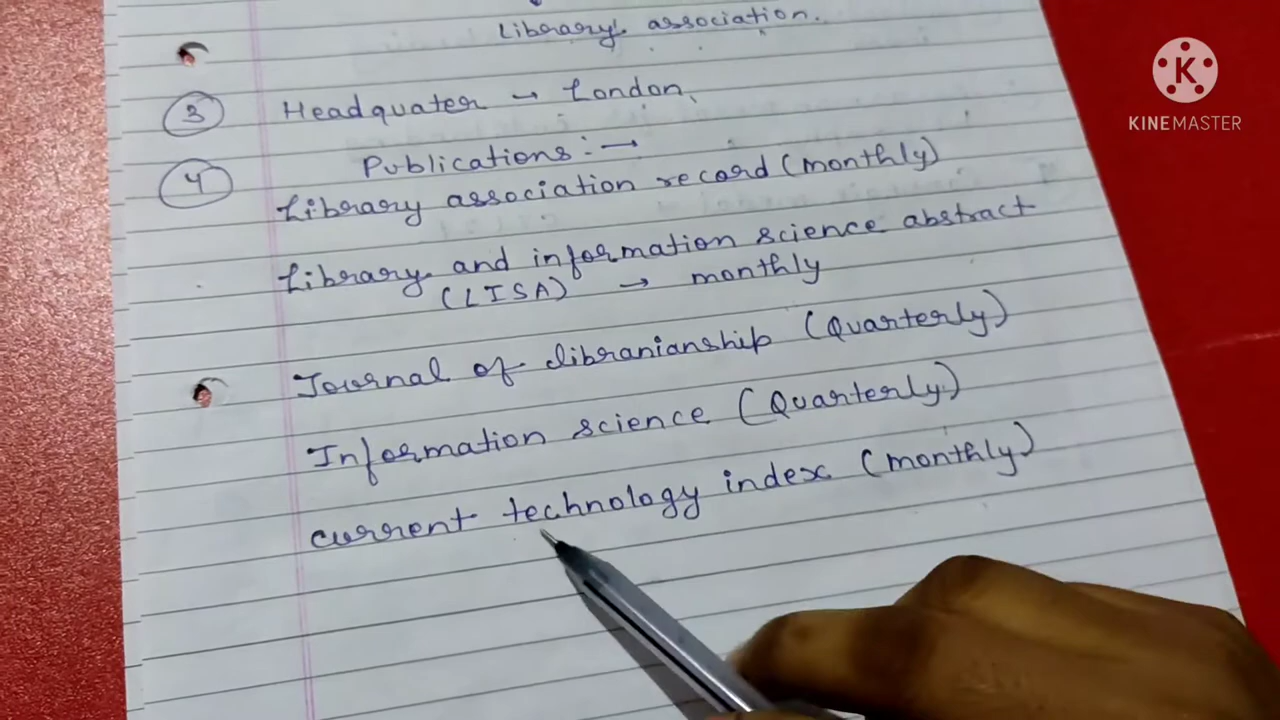 Library association.
3 Headquater → London.
4 Publications: →
Library association record (monthly)
Library and information science abstract
(LISA) → monthly
Journal of librarianship (Quarterly)
Information science (Quarterly)
current technology index (monthly)
K
KINEMASTER